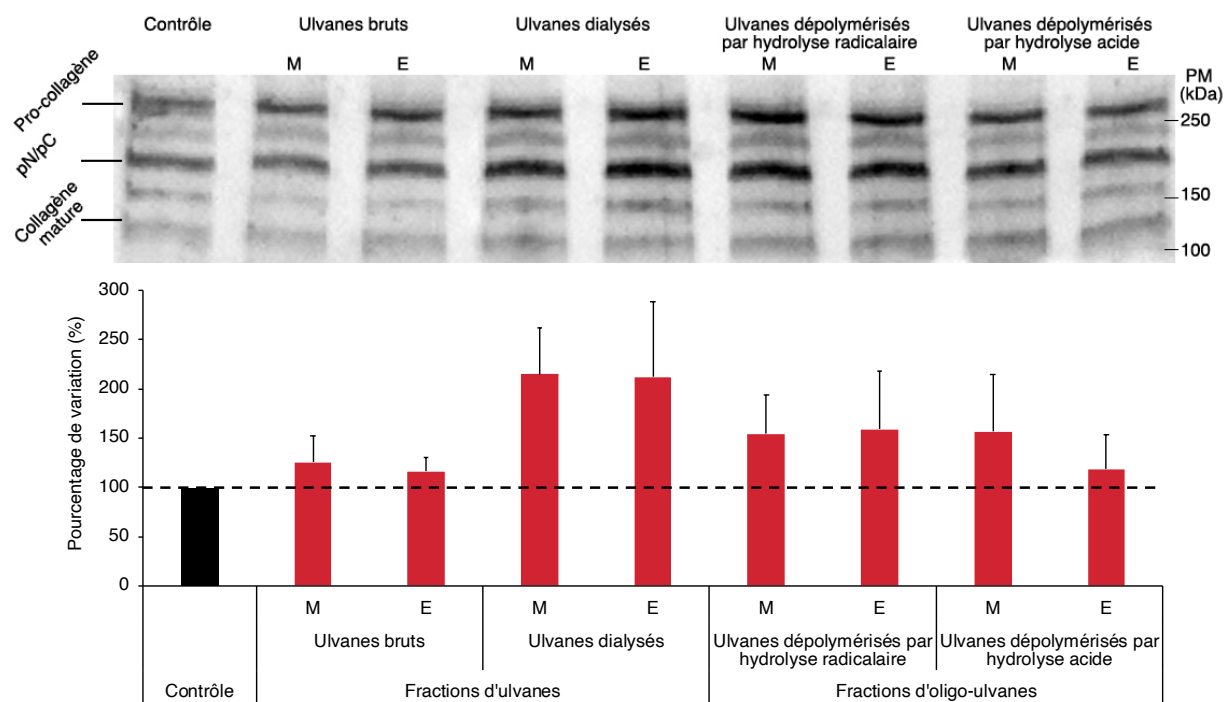 Contrôle
Ulvanes bruts
Ulvanes dialysés
Ulvanes dépolymérisés
par hydrolyse radicalaire
Ulvanes dépolymérisés
par hydrolyse acide
M
E
M
E
M
E
M
E
PM
(kDa)
Pro-collagène
pN/pC
Collagène
mature
250
150
100
Pourcentage de variation (%)
300
250
200
150
100
50
0
M
E
M
E
M
E
M
E
Ulvanes bruts
Ulvanes dialysés
Ulvanes dépolymérisés par
hydrolyse radicalaire
Ulvanes dépolymérisés par
hydrolyse acide
Contrôle
Fractions d'ulvanes
Fractions d'oligo-ulvanes